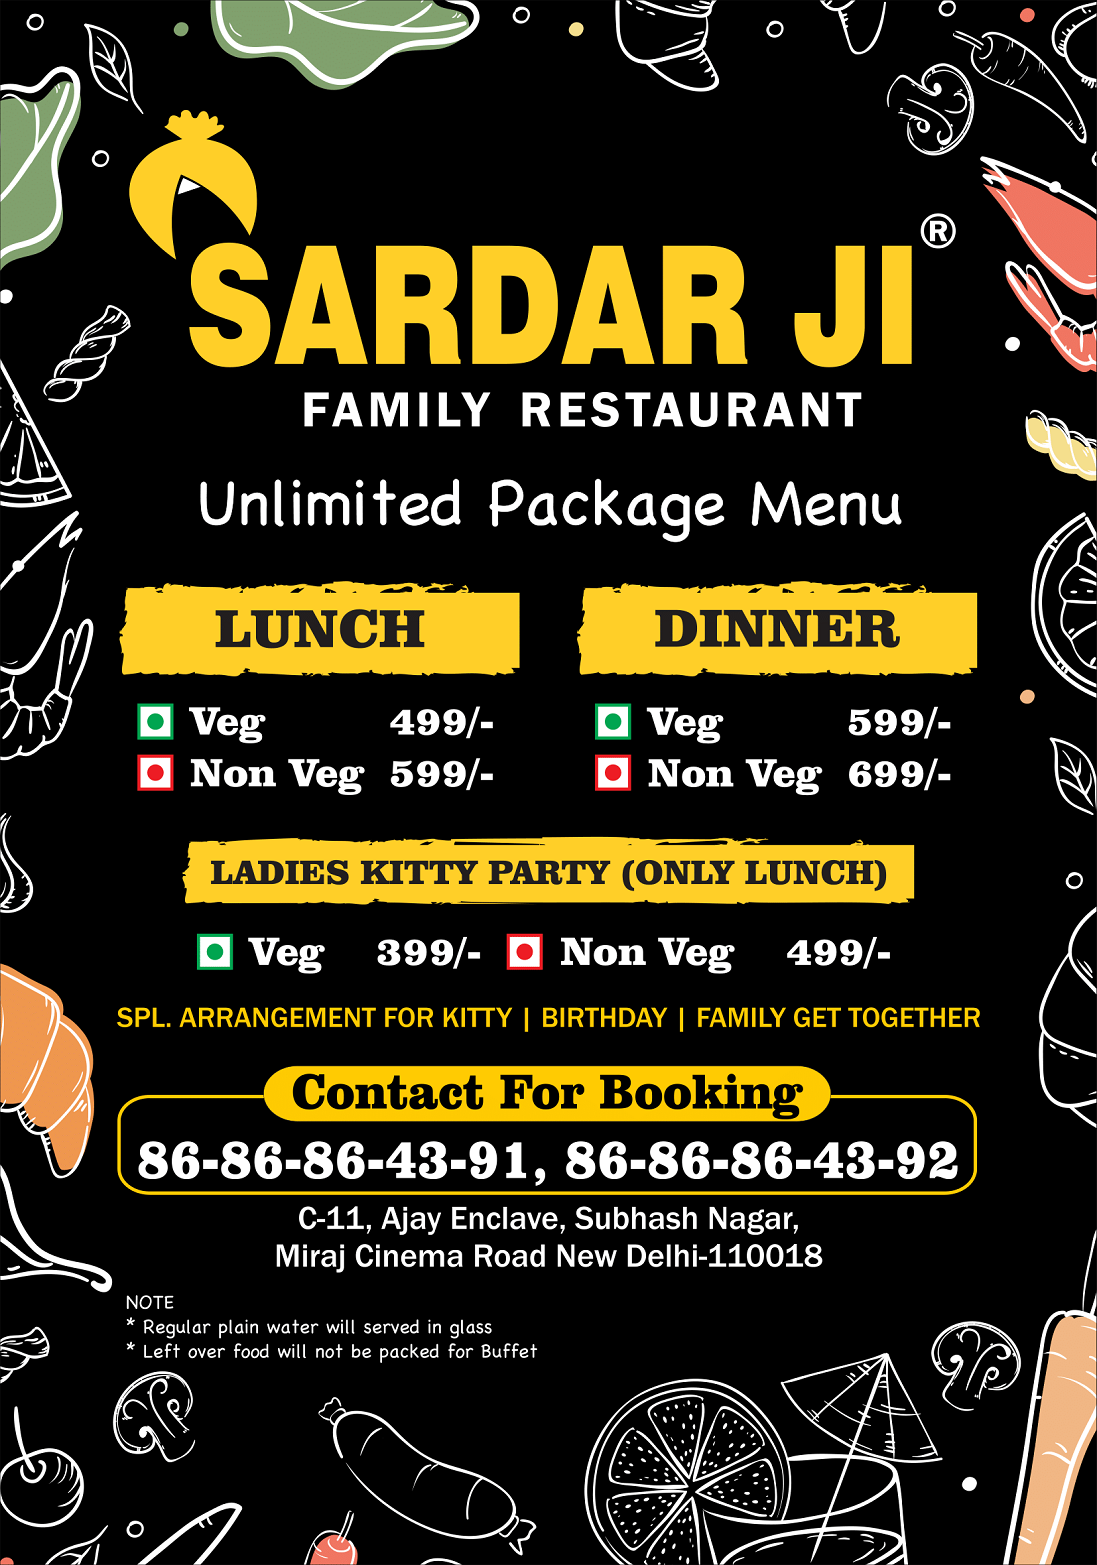 SARDAR JI®
FAMILY RESTAURANT
Unlimited Package Menu
LUNCH
Veg 499/-
Non Veg 599/-
DINNER
Veg 599/-
Non Veg 699/-
LADIES KITTY PARTY (ONLY LUNCH)
Veg 399/- Non Veg 499/-
SPL. ARRANGEMENT FOR KITTY | BIRTHDAY | FAMILY GET TOGETHER
Contact For Booking
86-86-86-43-91, 86-86-86-43-92
C-11, Ajay Enclave, Subhash Nagar,
Miraj Cinema Road New Delhi-110018
NOTE
* Regular plain water will served in glass
* Left over food will not be packed for Buffet